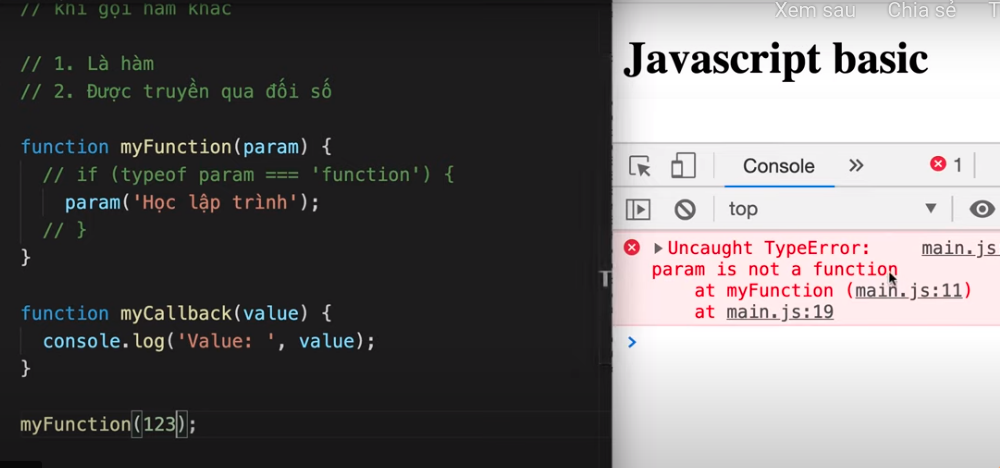 // khi gọi hàm khác
// 1. Là hàm
// 2. Được truyền qua đối số
function myFunction(param) {
// if (typeof param === 'function') {
param('Học lập trình');
// }
}
function myCallback(value) {
console.log('Value: ', value);
}
myFunction(123);
Xem sau
Chia sẻ
T
Javascript basic
Console
1
top
Uncaught TypeError: main.js
param is not a function
at myFunction (main.js:11)
at main.js:19
T